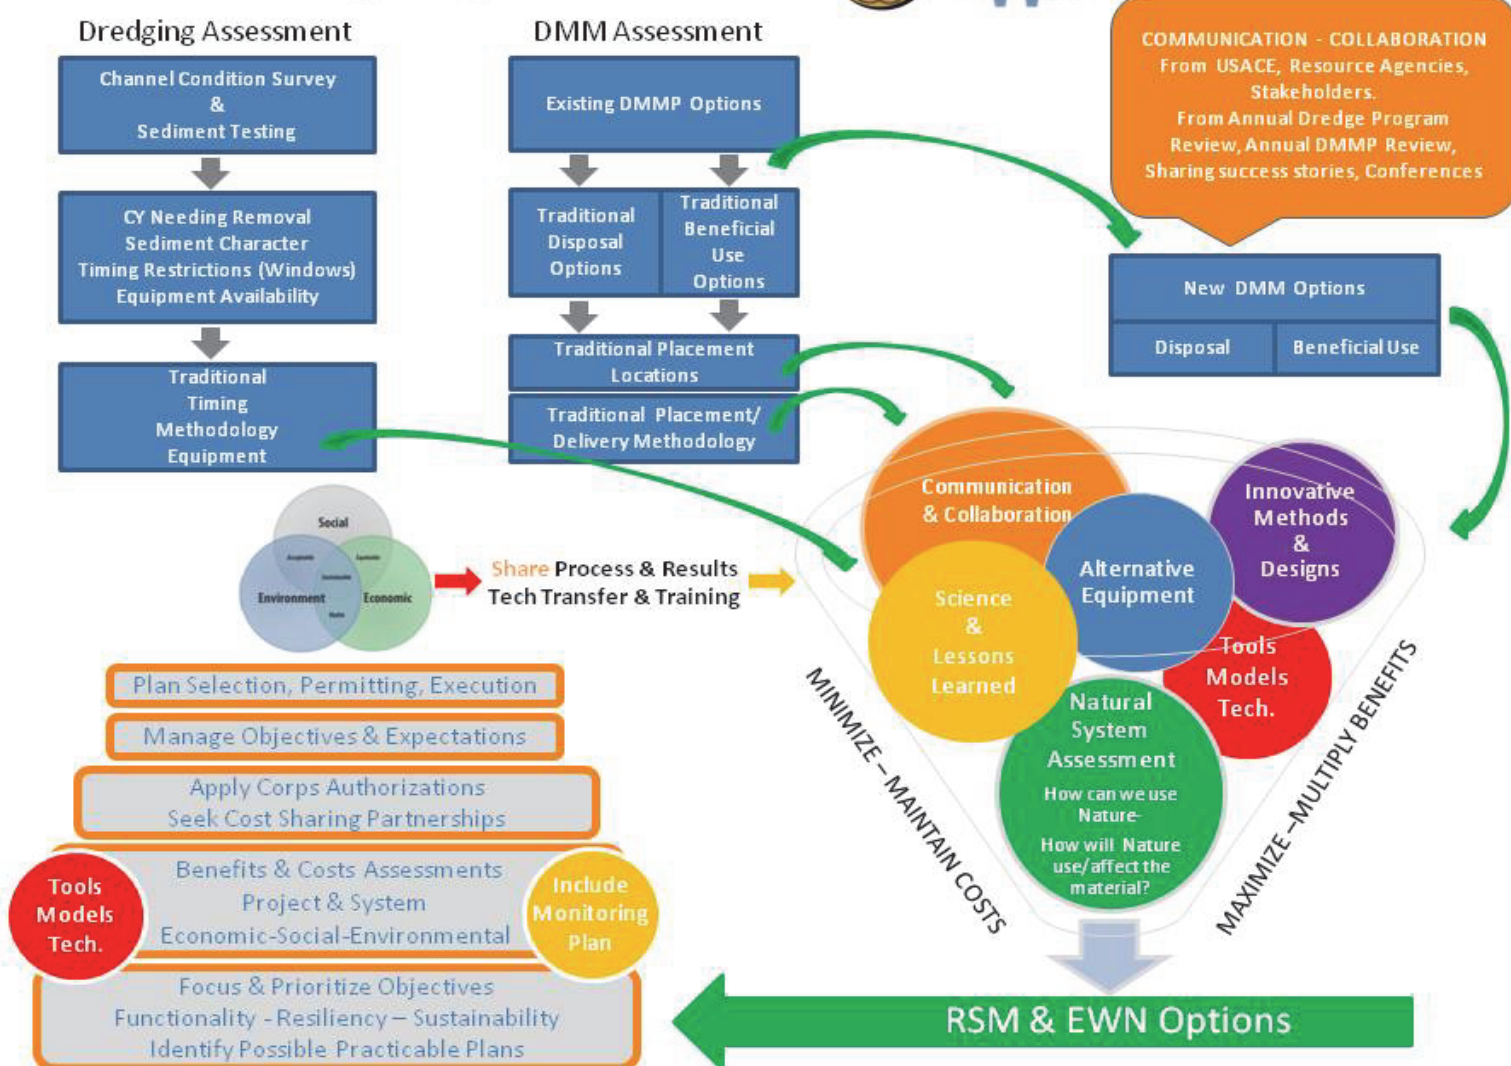 Dredging Assessment
Channel Condition Survey
&
Sediment Testing
CY Needing Removal
Sediment Character
Timing Restrictions (Windows)
Equipment Availability
Traditional
Timing
Methodology
Equipment
DMM Assessment
Existing DMMP Options
Traditional
Disposal
Options
Traditional
Beneficial
Use
Options
Traditional Placement
Locations
Traditional Placement/
Delivery Methodology
COMMUNICATION - COLLABORATION
From USACE, Resource Agencies,
Stakeholders.
From Annual Dredge Program
Review, Annual DMMP Review,
Sharing success stories, Conferences
New DMM Options
Disposal
Beneficial Use
Communication
& Collaboration
Innovative
Methods
&
Designs
Alternative
Equipment
Science
&
Lessons
Learned
Tools
Models
Tech.
Natural
System
Assessment
How can we use
Nature-
How will Nature
use/affect the
material?
MINIMIZE – MAINTAIN COSTS
MAXIMIZE –MULTIPLY BENEFITS
RSM & EWN Options
Social
Environment
Economic
Share Process & Results
Tech Transfer & Training
Plan Selection, Permitting, Execution
Manage Objectives & Expectations
Apply Corps Authorizations
Seek Cost Sharing Partnerships
Benefits & Costs Assessments
Project & System
Economic-Social-Environmental
Tools
Models
Tech.
Include
Monitoring
Plan
Focus & Prioritize Objectives
Functionality - Resiliency – Sustainability
Identify Possible Practicable Plans